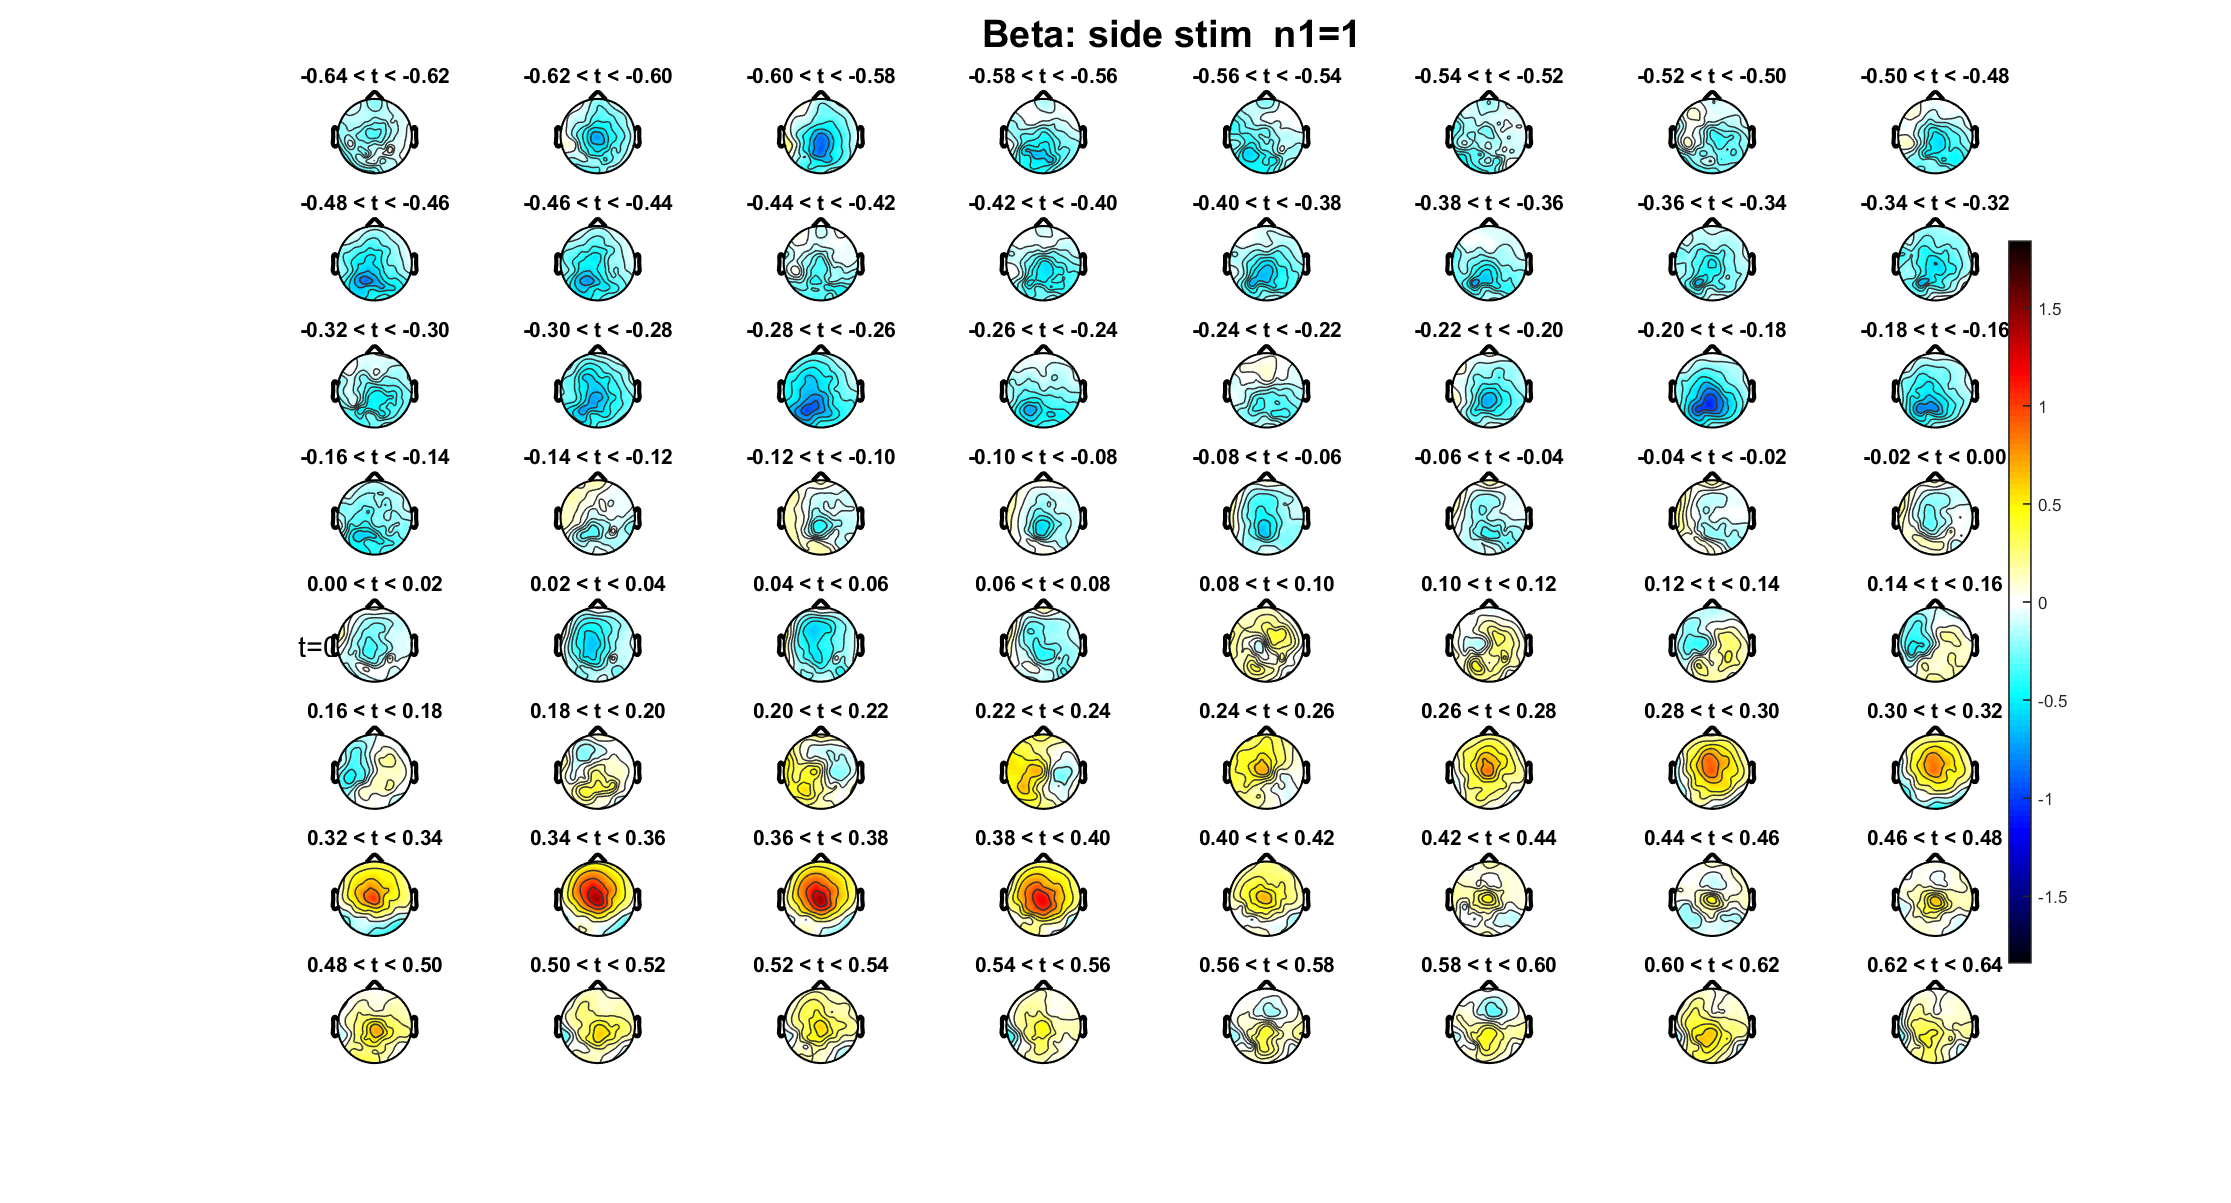 Beta: side stim  n1=1
-0.64 < t < -0.62
-0.62 < t < -0.60
-0.60 < t < -0.58
-0.58 < t < -0.56
-0.56 < t < -0.54
-0.54 < t < -0.52
-0.52 < t < -0.50
-0.50 < t < -0.48
-0.48 < t < -0.46
-0.46 < t < -0.44
-0.44 < t < -0.42
-0.42 < t < -0.40
-0.40 < t < -0.38
-0.38 < t < -0.36
-0.36 < t < -0.34
-0.34 < t < -0.32
-0.32 < t < -0.30
-0.30 < t < -0.28
-0.28 < t < -0.26
-0.26 < t < -0.24
-0.24 < t < -0.22
-0.22 < t < -0.20
-0.20 < t < -0.18
-0.18 < t < -0.16
-0.16 < t < -0.14
-0.14 < t < -0.12
-0.12 < t < -0.10
-0.10 < t < -0.08
-0.08 < t < -0.06
-0.06 < t < -0.04
-0.04 < t < -0.02
-0.02 < t < 0.00
0.00 < t < 0.02
0.02 < t < 0.04
0.04 < t < 0.06
0.06 < t < 0.08
0.08 < t < 0.10
0.10 < t < 0.12
0.12 < t < 0.14
0.14 < t < 0.16
t=0
0.16 < t < 0.18
0.18 < t < 0.20
0.20 < t < 0.22
0.22 < t < 0.24
0.24 < t < 0.26
0.26 < t < 0.28
0.28 < t < 0.30
0.30 < t < 0.32
0.32 < t < 0.34
0.34 < t < 0.36
0.36 < t < 0.38
0.38 < t < 0.40
0.40 < t < 0.42
0.42 < t < 0.44
0.44 < t < 0.46
0.46 < t < 0.48
0.48 < t < 0.50
0.50 < t < 0.52
0.52 < t < 0.54
0.54 < t < 0.56
0.56 < t < 0.58
0.58 < t < 0.60
0.60 < t < 0.62
0.62 < t < 0.64
1.5
1
0.5
0
-0.5
-1
-1.5